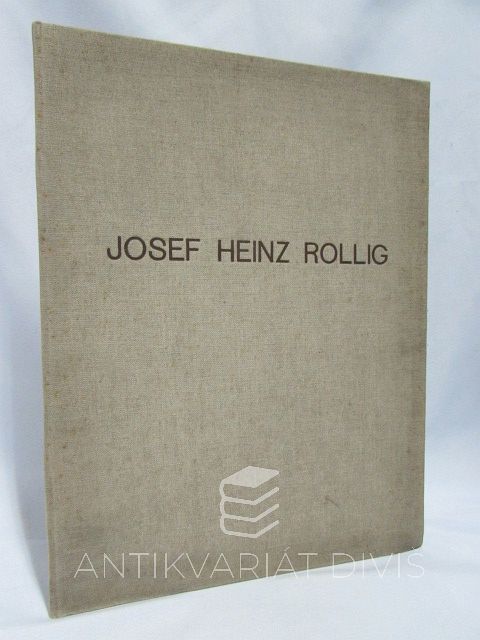 JOSEF HEINZ ROLLIG
ANTIKVARIÁT DIVIS